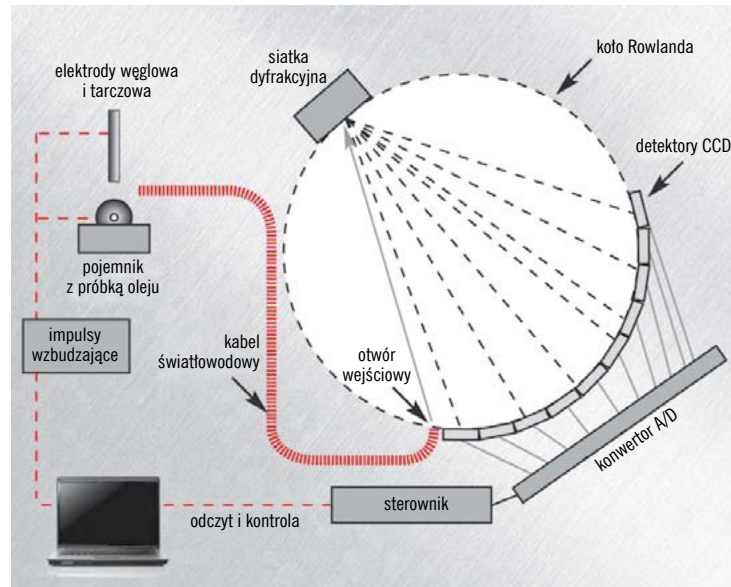 siatka
dyfrakcyjna
koło Rowlanda
elektrody węglowa
i tarczowa
detektory CCD
pojemnik
z próbką oleju
impulsy
wzbudzające
kabel
światłowodowy
otwór
wejściowy
konwertor A/D
sterownik
odczyt i kontrola